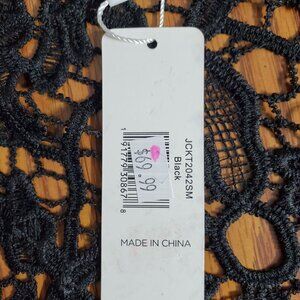 JCKT2042SM
Black
$69.99
MADE IN CHINA